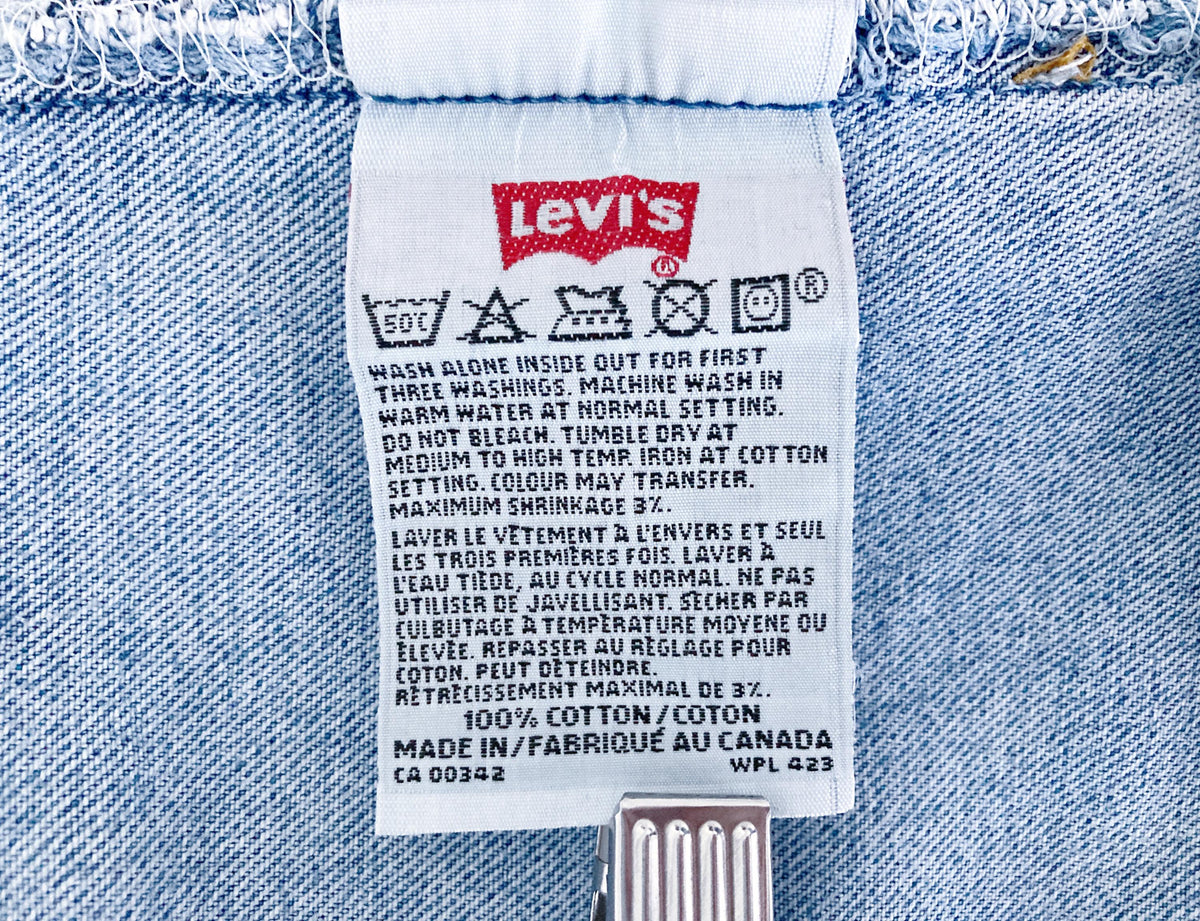 Levi's
®
50℃
®
WASH ALONE INSIDE OUT FOR FIRST
THREE WASHINGS. MACHINE WASH IN
WARM WATER AT NORMAL SETTING.
DO NOT BLEACH. TUMBLE DRY AT
MEDIUM TO HIGH TEMP. IRON AT COTTON
SETTING. COLOUR MAY TRANSFER.
MAXIMUM SHRINKAGE 3%.
LAVER LE VÊTEMENT À L'ENVERS ET SEUL
LES TROIS PREMIÈRES FOIS. LAVER À
L'EAU TIÈDE, AU CYCLE NORMAL. NE PAS
UTILISER DE JAVELLISANT. SÉCHER PAR
CULBUTAGE À TEMPÉRATURE MOYENE OU
ÉLEVÉE. REPASSER AU RÉGLAGE POUR
COTON. PEUT DÉTEINDRE.
RÉTRÉCISSEMENT MAXIMAL DE 3%.
100% COTTON/COTON
MADE IN/FABRIQUÉ AU CANADA
CA 00342 WPL 423